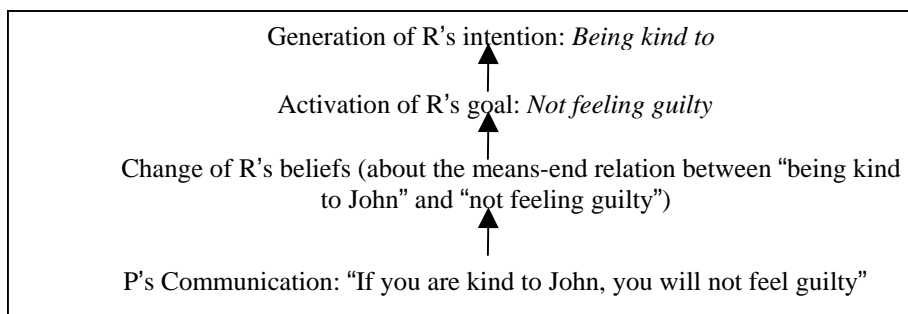 Generation of R’s intention: Being kind to
Activation of R’s goal: Not feeling guilty
Change of R’s beliefs (about the means-end relation between “being kind
to John” and “not feeling guilty”)
P’s Communication: “If you are kind to John, you will not feel guilty”